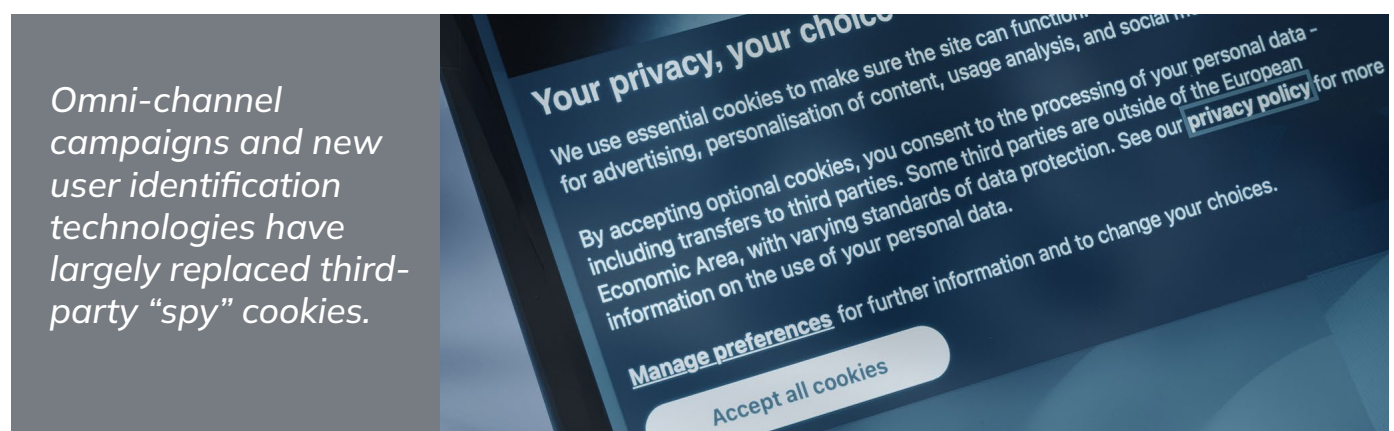 Omni-channel
campaigns and new
user identification
technologies have
largely replaced third-
party “spy” cookies.
Your privacy, your choice
We use essential cookies to make sure the site can function.
for advertising, personalisation of content, usage analysis, and social
By accepting optional cookies, you consent to the processing of your personal data -
including transfers to third parties. Some third parties are outside of the European
Economic Area, with varying standards of data protection. See our privacy policy for more
information on the use of your personal data.
Manage preferences for further information and to change your choices.
Accept all cookies